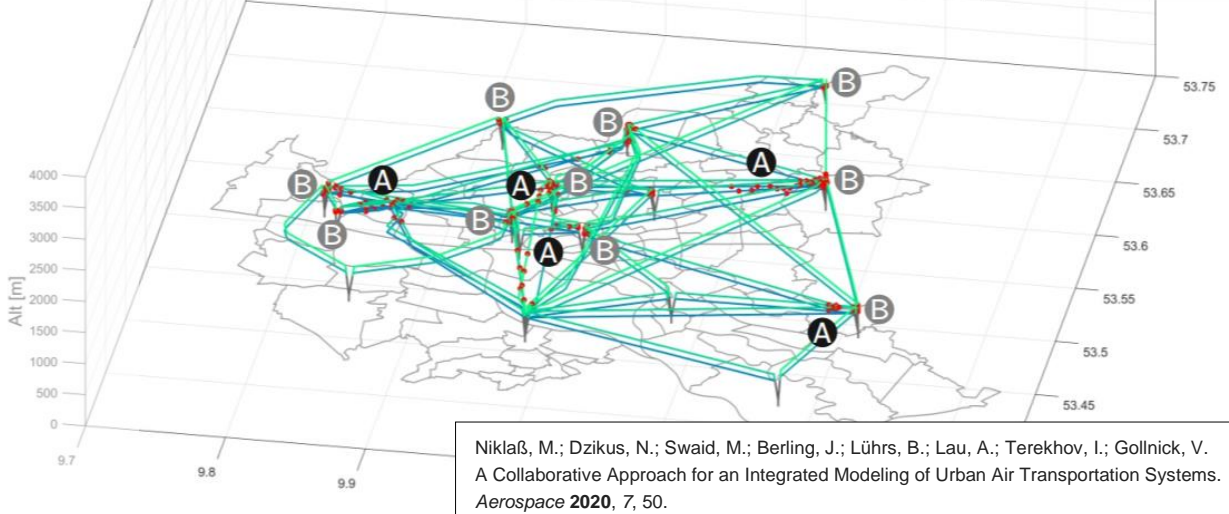 53.75
B
B
B
53.7
A
A
A
B
B
B
53.65
4000
3500
B
3000
B
A
B
53.6
2500
Alt [m]
2000
B
53.55
1500
A
1000
53.5
500
0
53.45
9.7
9.8
9.9
Niklaß, M.; Dzikus, N.; Swaid, M.; Berling, J.; Lührs, B.; Lau, A.; Terekhov, I.; Gollnick, V.
A Collaborative Approach for an Integrated Modeling of Urban Air Transportation Systems.
Aerospace 2020, 7, 50.